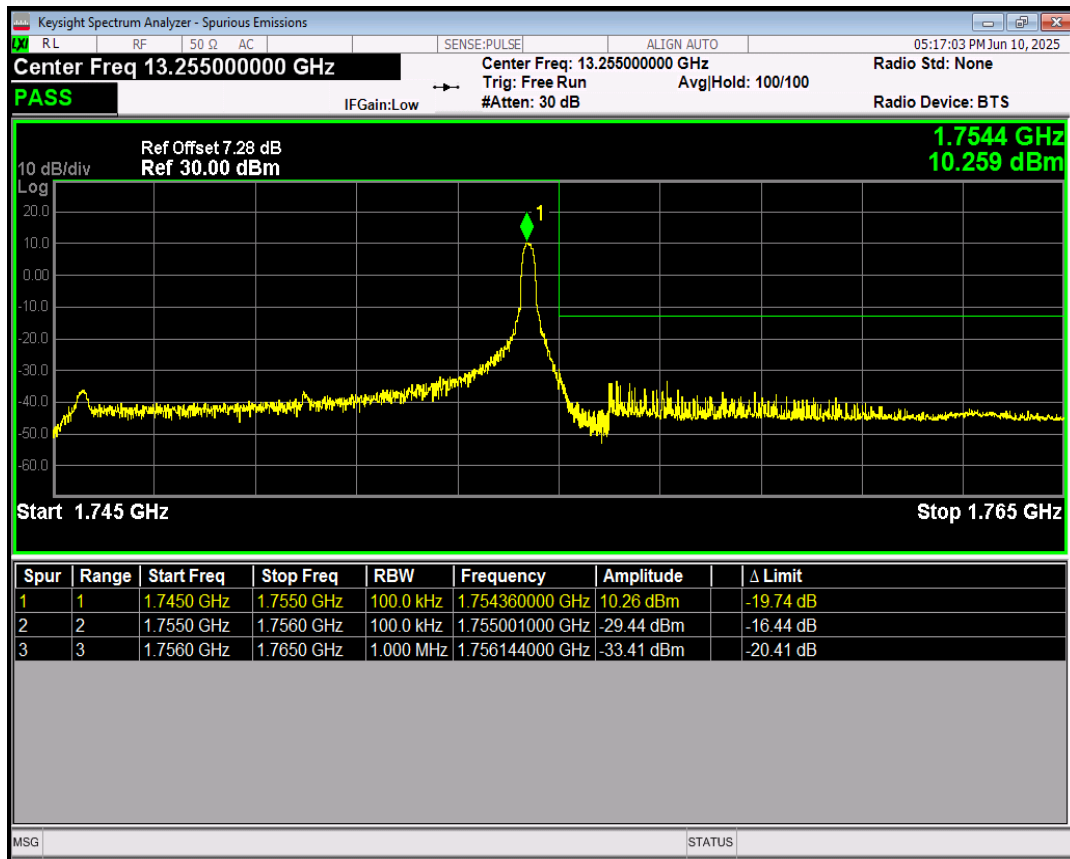 Keysight Spectrum Analyzer - Spurious Emissions
LXI RL RF 50 Ω AC SENSE:PULSE ALIGN AUTO 05:17:03 PM Jun 10, 2025
Center Freq 13.255000000 GHz Center Freq: 13.255000000 GHz Radio Std: None
Trig: Free Run Avg|Hold: 100/100
PASS IFGain:Low #Atten: 30 dB Radio Device: BTS
1.7544 GHz
10.259 dBm
Ref Offset 7.28 dB
10 dB/div Ref 30.00 dBm
Log
1
20.0
10.0
0.00
-10.0
-20.0
-30.0
-40.0
-50.0
-60.0
Start 1.745 GHz Stop 1.765 GHz
Spur Range Start Freq Stop Freq RBW Frequency Amplitude Δ Limit
1 1 1.7450 GHz 1.7550 GHz 100.0 kHz 1.754360000 GHz 10.26 dBm -19.74 dB
2 2 1.7550 GHz 1.7560 GHz 100.0 kHz 1.755001000 GHz -29.44 dBm -16.44 dB
3 3 1.7560 GHz 1.7650 GHz 1.000 MHz 1.756144000 GHz -33.41 dBm -20.41 dB
MSG STATUS